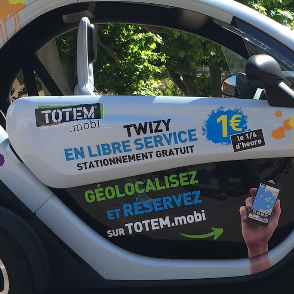 TOTEM
.mobi
TWIZY
EN LIBRE SERVICE
STATIONNEMENT GRATUIT
1€
le 1/4
d'heure
GÉOLOCALISEZ
ET RÉSERVEZ
SUR TOTEM.mobi